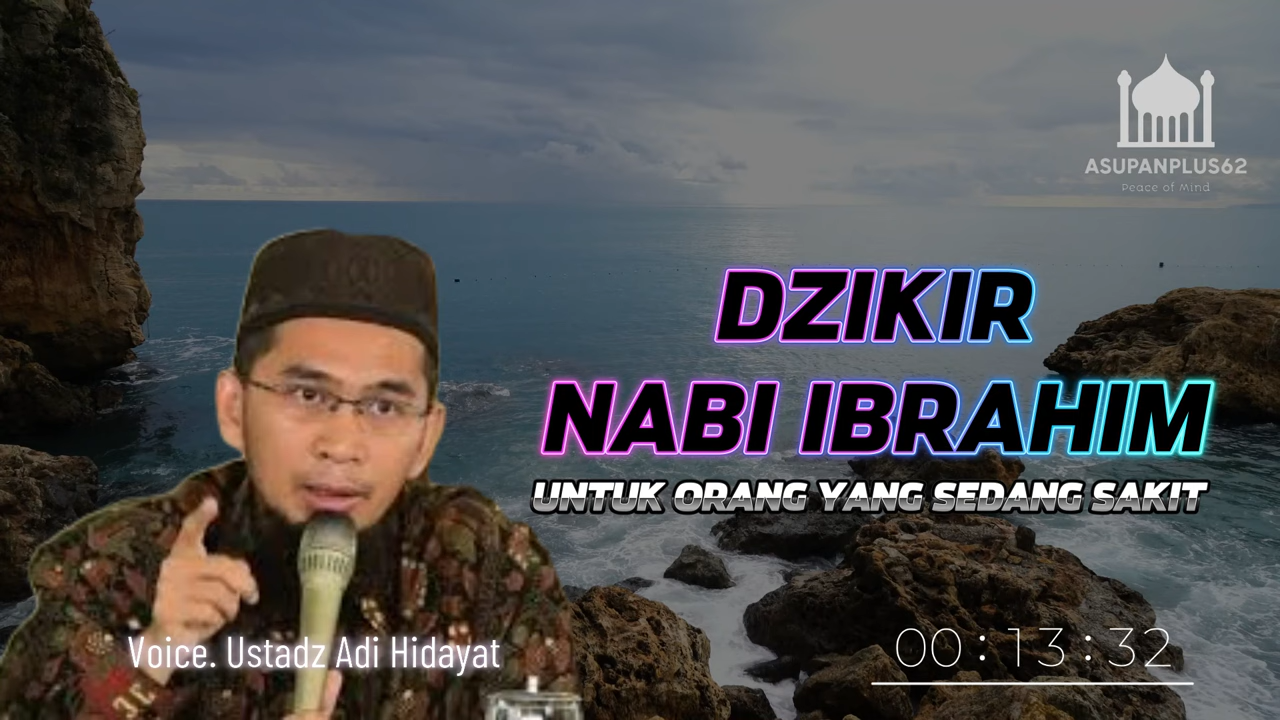 ASUPANPLUS62
Peace of Mind
DZIKIR
NABI IBRAHIM
UNTUK ORANG YANG SEDANG SAKIT
Voice. Ustadz Adi Hidayat
00:13:32